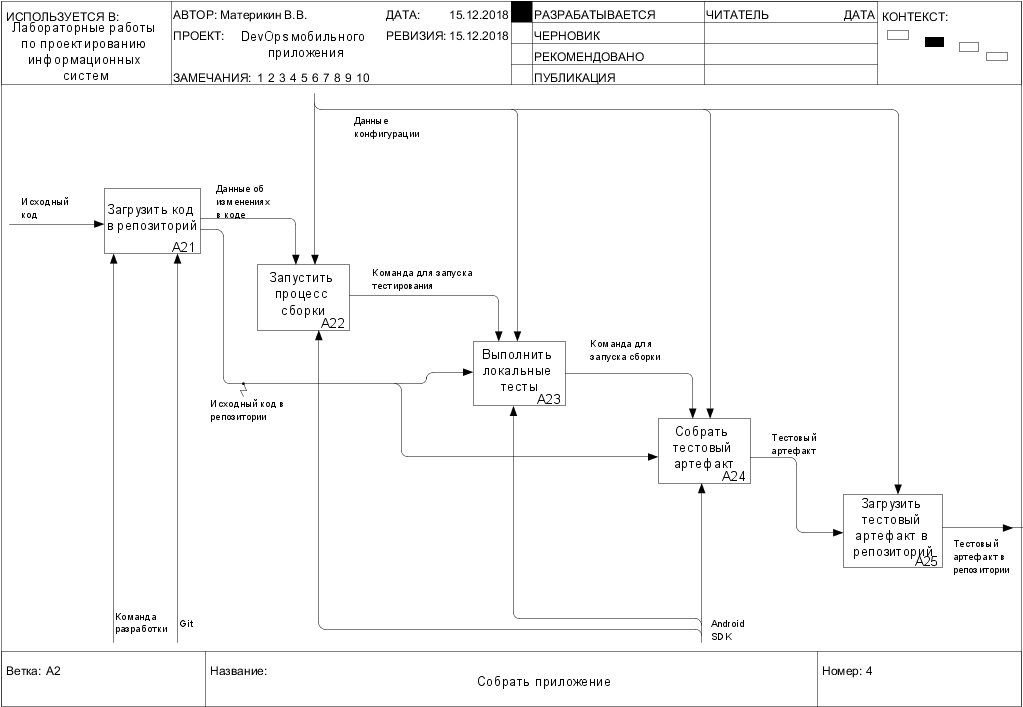 ИСПОЛЬЗУЕТСЯ В:
Лабораторные работы
по проектированию
информационных
систем
АВТОР: Материкин В.В.
ДАТА: 15.12.2018
ПРОЕКТ: DevOps мобильного
приложения
РЕВИЗИЯ: 15.12.2018
ЗАМЕЧАНИЯ: 1 2 3 4 5 6 7 8 9 10
РАЗРАБАТЫВАЕТСЯ
ЧЕРНОВИК
РЕКОМЕНДОВАНО
ПУБЛИКАЦИЯ
ЧИТАТЕЛЬ
ДАТА
КОНТЕКСТ:
Данные
конфигурации
Исходный
код
Загрузить код
в репозиторий
A21
Данные об
изменениях
в коде
Запустить
процесс
сборки
A22
Команда для запуска
тестирования
Выполнить
локальные
тесты
A23
Команда для
запуска сборки
Исходный код в
репозитории
Собрать
тестовый
артефакт
A24
Тестовый
артефакт
Загрузить
тестовый
артефакт в
репозиторий
A25
Тестовый
артефакт в
репозитории
Команда
разработки
Git
Android
SDK
Ветка: A2
Название:
Собрать приложение
Номер: 4